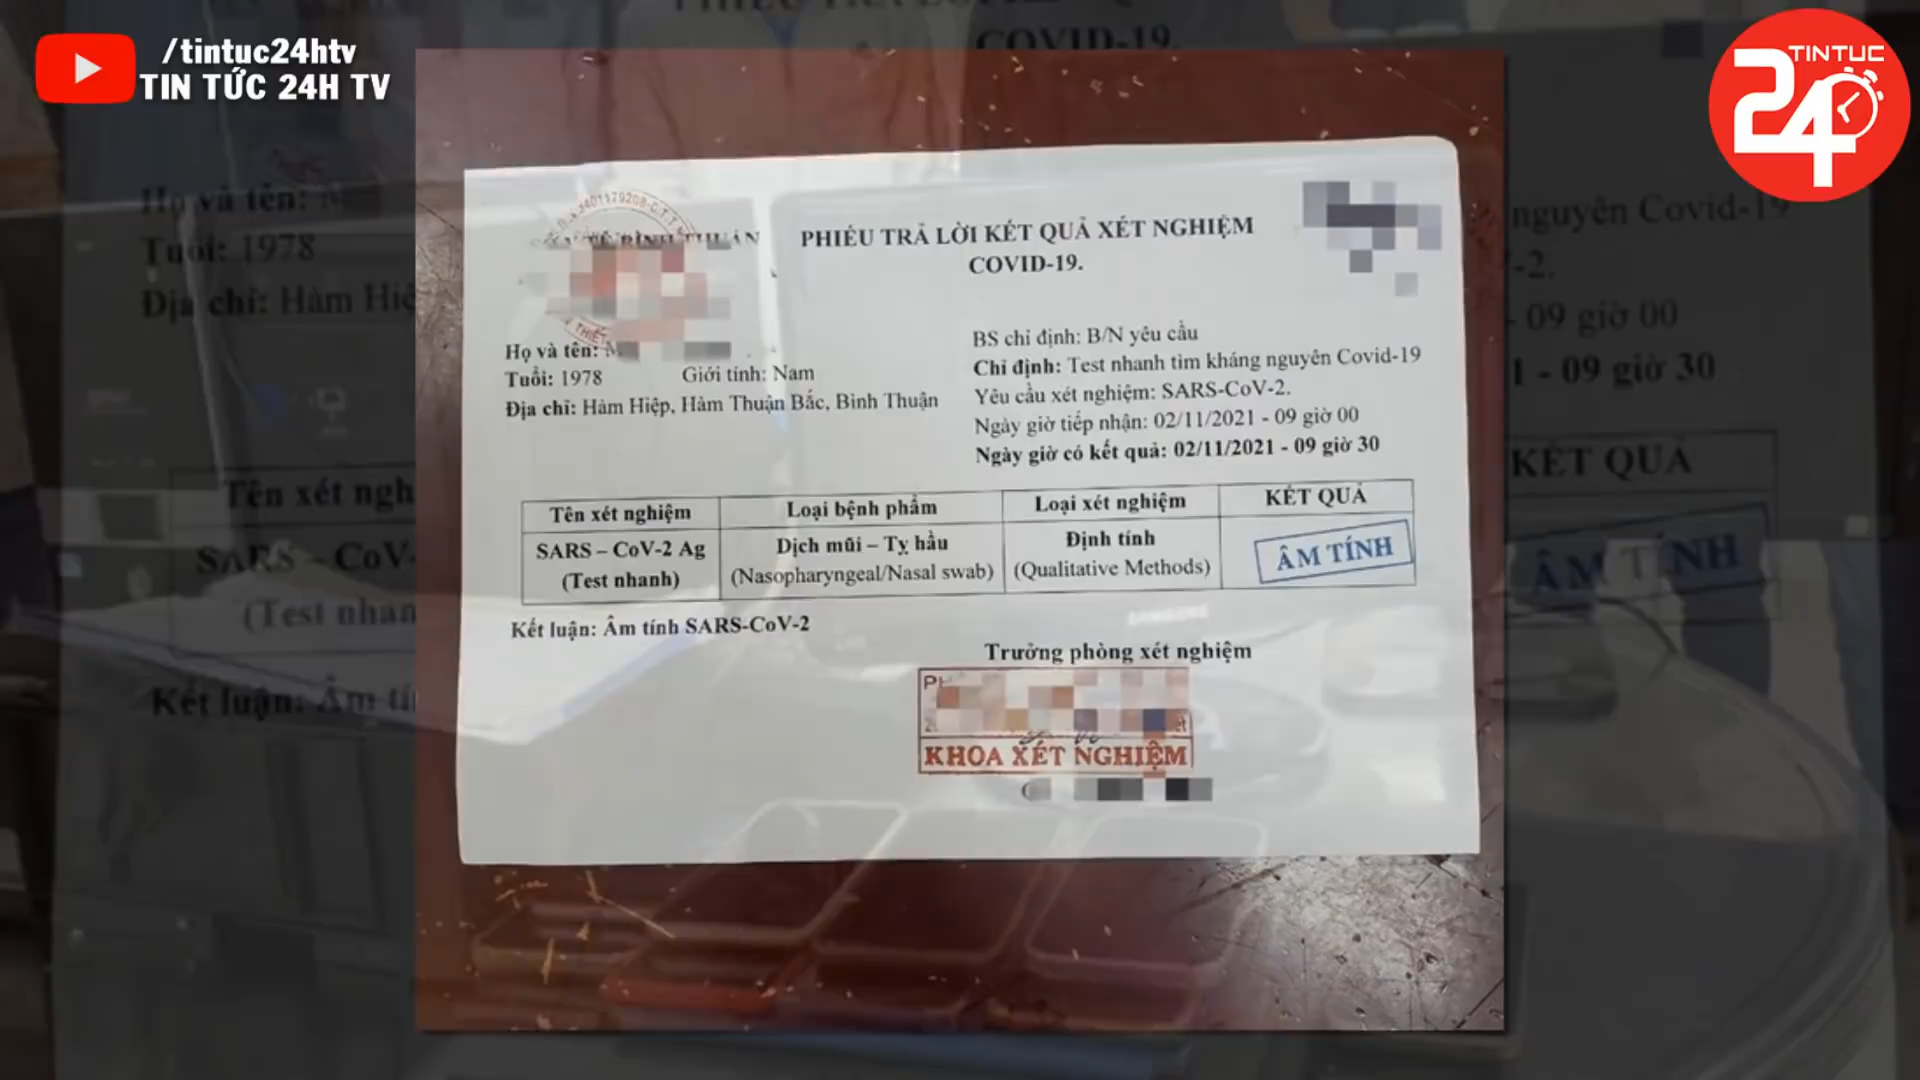 /tintuc24htv
TIN TỨC 24H TV
TINTUC
24
PHIẾU TRẢ LỜI KẾT QUẢ XÉT NGHIỆM
COVID-19.
Họ và tên:
Tuổi: 1978 Giới tính: Nam
Địa chỉ: Hàm Hiệp, Hàm Thuận Bắc, Bình Thuận
BS chỉ định: B/N yêu cầu
Chỉ định: Test nhanh tìm kháng nguyên Covid-19
Yêu cầu xét nghiệm: SARS-CoV-2.
Ngày giờ tiếp nhận: 02/11/2021 - 09 giờ 00
Ngày giờ có kết quả: 02/11/2021 - 09 giờ 30
Tên xét nghiệm Loại bệnh phẩm Loại xét nghiệm KẾT QUẢ
SARS – CoV-2 Ag Dịch mũi – Tỵ hầu Định tính ÂM TÍNH
(Test nhanh) (Nasopharyngeal/Nasal swab) (Qualitative Methods)
Kết luận: Âm tính SARS-CoV-2
Trưởng phòng xét nghiệm
KHOA XÉT NGHIỆM